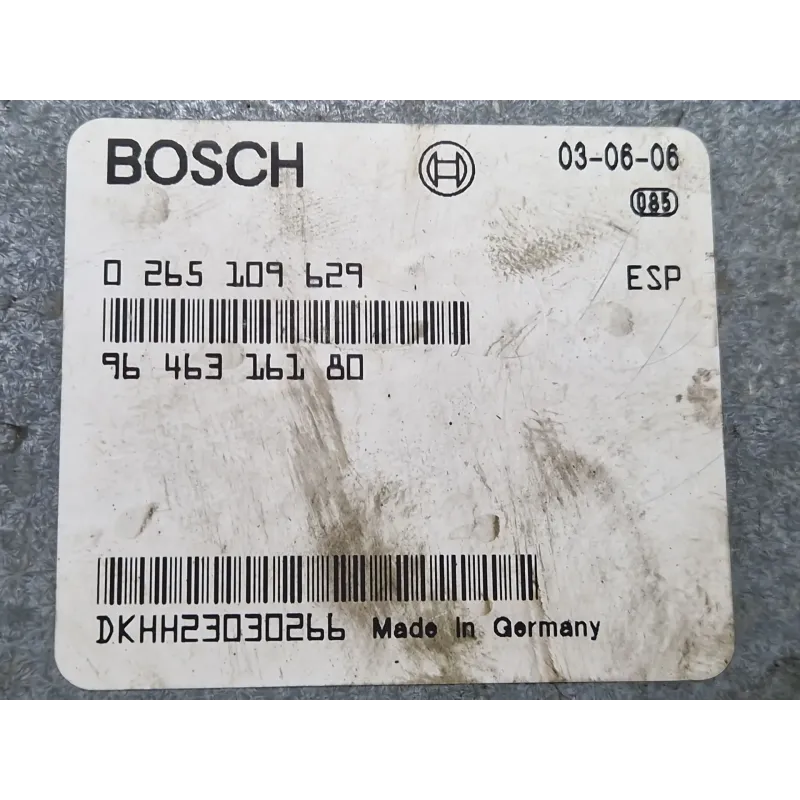 BOSCH 03-06-06
085
0 265 109 629 ESP
96 463 161 80
DKHH23030266 Made in Germany